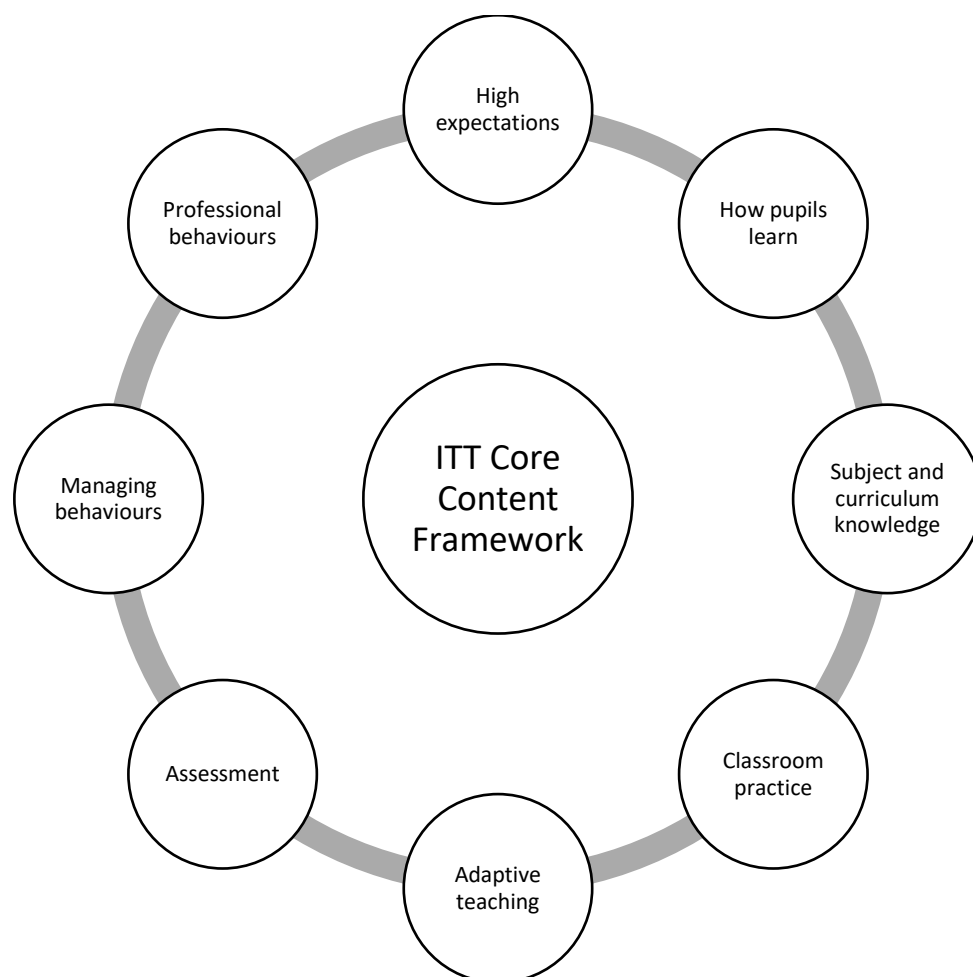 High
expectations
How pupils
learn
Subject and
curriculum
knowledge
Classroom
practice
Adaptive
teaching
Assessment
Managing
behaviours
Professional
behaviours
ITT Core
Content
Framework